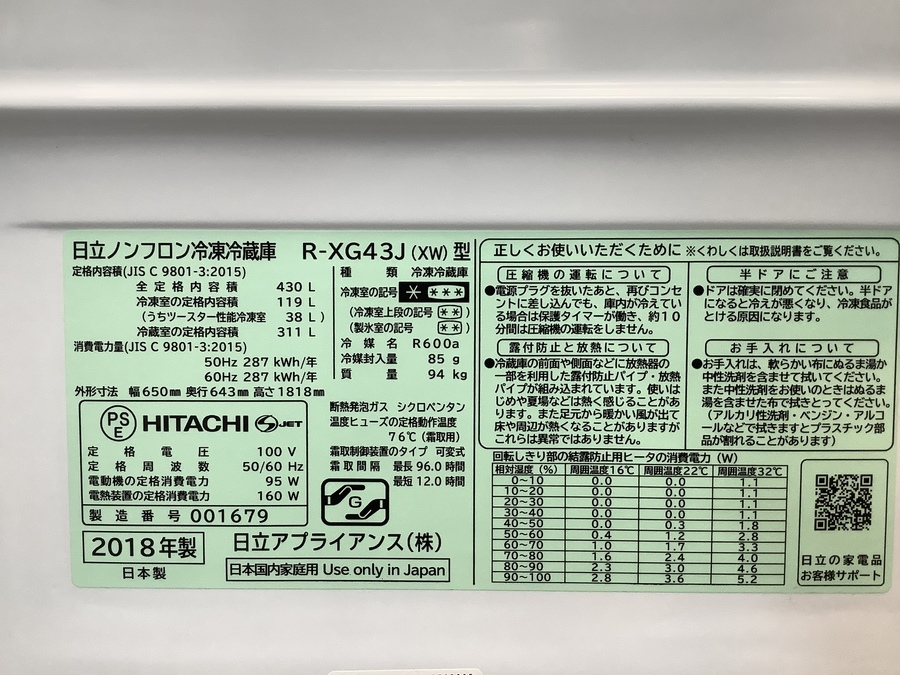 日立ノンフロン冷凍冷蔵庫 R-XG43J (XW) 型
定格内容積(JIS C 9801-3:2015)
全定格内容積 430 L
冷凍室の定格内容積 119 L
(うちツースター性能冷凍室 38 L)
冷蔵室の定格内容積 311 L
消費電力量(JIS C 9801-3:2015)
50Hz 287 kWh/年
60Hz 287 kWh/年
外形寸法 幅650mm 奥行643mm 高さ1818mm
種類 冷凍冷蔵庫
冷凍室の記号 * ***
(冷凍室上段の記号 **)
(製氷室の記号 **)
冷媒 R600a
冷媒封入量 85 g
質量 94 kg
PS
E
HITACHI S JET
定格電圧 100 V
定格周波数 50/60 Hz
電動機の定格消費電力 95 W
電熱装置の定格消費電力 160 W
製造番号 001679
断熱発泡ガス シクロペンタン
温度ヒューズの定格動作温度
76℃(霜取用)
霜取制御装置のタイプ 可変式
霜取間隔 最長 96.0 時間
最短 12.0 時間
G
2018年製
日本製
日立アプライアンス(株)
日本国内家庭用 Use only in Japan
正しくお使いいただくために ※くわしくは取扱説明書をご覧ください。
圧縮機の運転について
●電源プラグを抜いたあと、再びコンセ
ントに差し込んでも、庫内が冷えてい
る場合は保護タイマーが働き、約10
分間は圧縮機の運転をしません。
露付防止と放熱について
●冷蔵庫の前面や側面などに放熱器の
一部を利用した露付防止パイプ・放熱
パイプが組み込まれています。使いは
じめや夏場などは熱く感じることがあり
ます。また足元から暖かい風が出て
床や周辺が熱くなることがありますが
これらは異常ではありません。
半ドアにご注意
●ドアは確実に閉めてください。半ドア
になると冷えが悪くなり、冷凍食品が
とける原因になります。
お手入れについて
●お手入れは、軟らかい布にぬるま湯か
中性洗剤を含ませて拭いてください。
また中性洗剤をお使いのときはぬるま
湯を含ませた布で拭きとってください。
(アルカリ性洗剤・ベンジン・アルコ
ールなどで拭きますとプラスチック部
品が割れることがあります)
回転しきり部の結露防止用ヒータの消費電力(W)
相対湿度(%) 周囲温度16℃ 周囲温度22℃ 周囲温度32℃
0~10 0.0 0.0 1.1
10~20 0.0 0.0 1.1
20~30 0.0 0.0 1.1
30~40 0.0 0.0 1.1
40~50 0.0 0.3 1.8
50~60 0.4 1.2 2.8
60~70 1.0 1.7 3.3
70~80 1.6 2.4 4.0
80~90 2.3 3.0 4.6
90~100 2.8 3.6 5.2
日立の家電品
お客様サポート